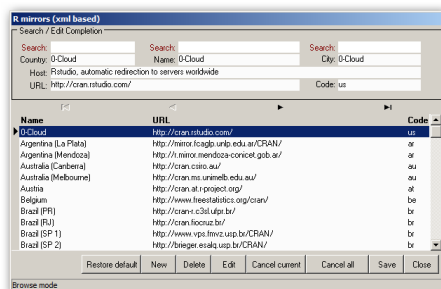 R mirrors (xml based)
Search / Edit Completion
Search: Search: Search:
Country: 0-Cloud Name: 0-Cloud City: 0-Cloud
Host: Rstudio, automatic redirection to servers worldwide
URL: http://cran.rstudio.com/ Code: us
Name URL Code
0-Cloud http://cran.rstudio.com/ us
Argentina (La Plata) http://mirror.fcaglp.unlp.edu.ar/CRAN/ ar
Argentina (Mendoza) http://r.mirror.mendoza-conicet.gob.ar/ ar
Australia (Canberra) http://cran.csiro.au/ au
Australia (Melbourne) http://cran.ms.unimelb.edu.au/ au
Austria http://cran.at.r-project.org/ at
Belgium http://www.freestatistics.org/cran/ be
Brazil (PR) http://cran-r.c3sl.ufpr.br/ br
Brazil (RJ) http://cran.fiocruz.br/ br
Brazil (SP 1) http://www.vps.fmvz.usp.br/CRAN/ br
Brazil (SP 2) http://brieger.esalq.usp.br/CRAN/ br
Restore default New Delete Edit Cancel current Cancel all Save Close
Browse mode